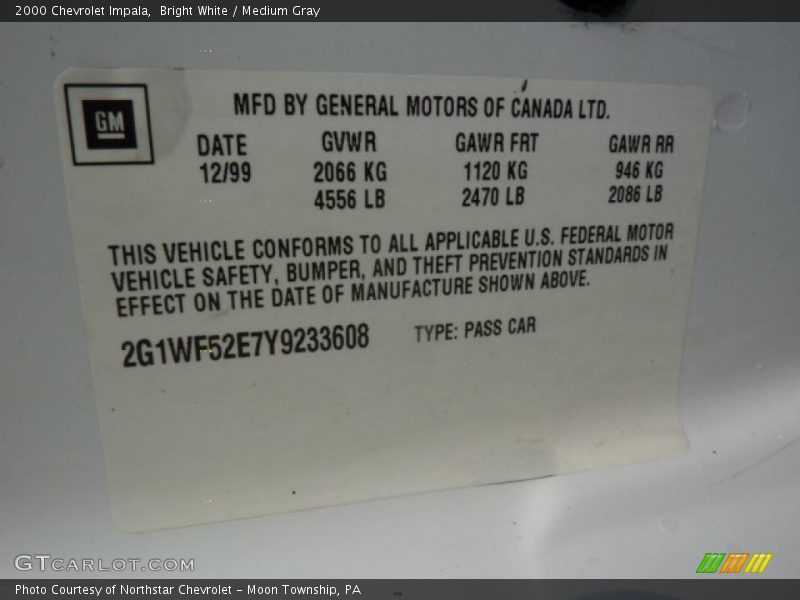 2000 Chevrolet Impala,  Bright White / Medium Gray
GM
MFD BY GENERAL MOTORS OF CANADA LTD.
DATE GVWR GAWR FRT GAWR RR
12/99 2066 KG 1120 KG 946 KG
4556 LB 2470 LB 2086 LB
THIS VEHICLE CONFORMS TO ALL APPLICABLE U.S. FEDERAL MOTOR
VEHICLE SAFETY, BUMPER, AND THEFT PREVENTION STANDARDS IN
EFFECT ON THE DATE OF MANUFACTURE SHOWN ABOVE.
2G1WF52E7Y9233608 TYPE: PASS CAR
GTCARLOT.COM
Photo Courtesy of Northstar Chevrolet - Moon Township, PA